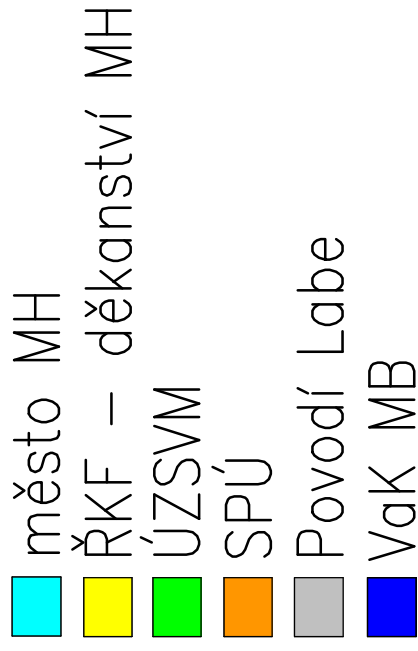 město MH
ŘKF – děkanství MH
ÚZSVM
SPÚ
Povodí Labe
VaK MB